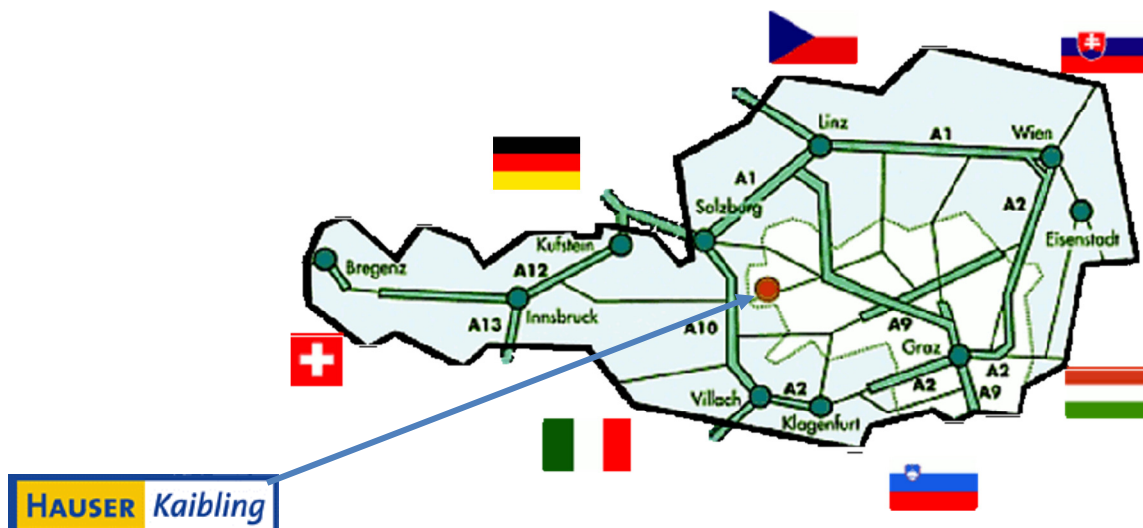 Linz
A1
Wien
A1
A2
Salzburg
Eisenstadt
Kufstein
Bregenz
A12
Innsbruck
A13
A10
A9
Graz
A2
A2
A9
Villach
A2
Klagenfurt
HAUSER Kaibling